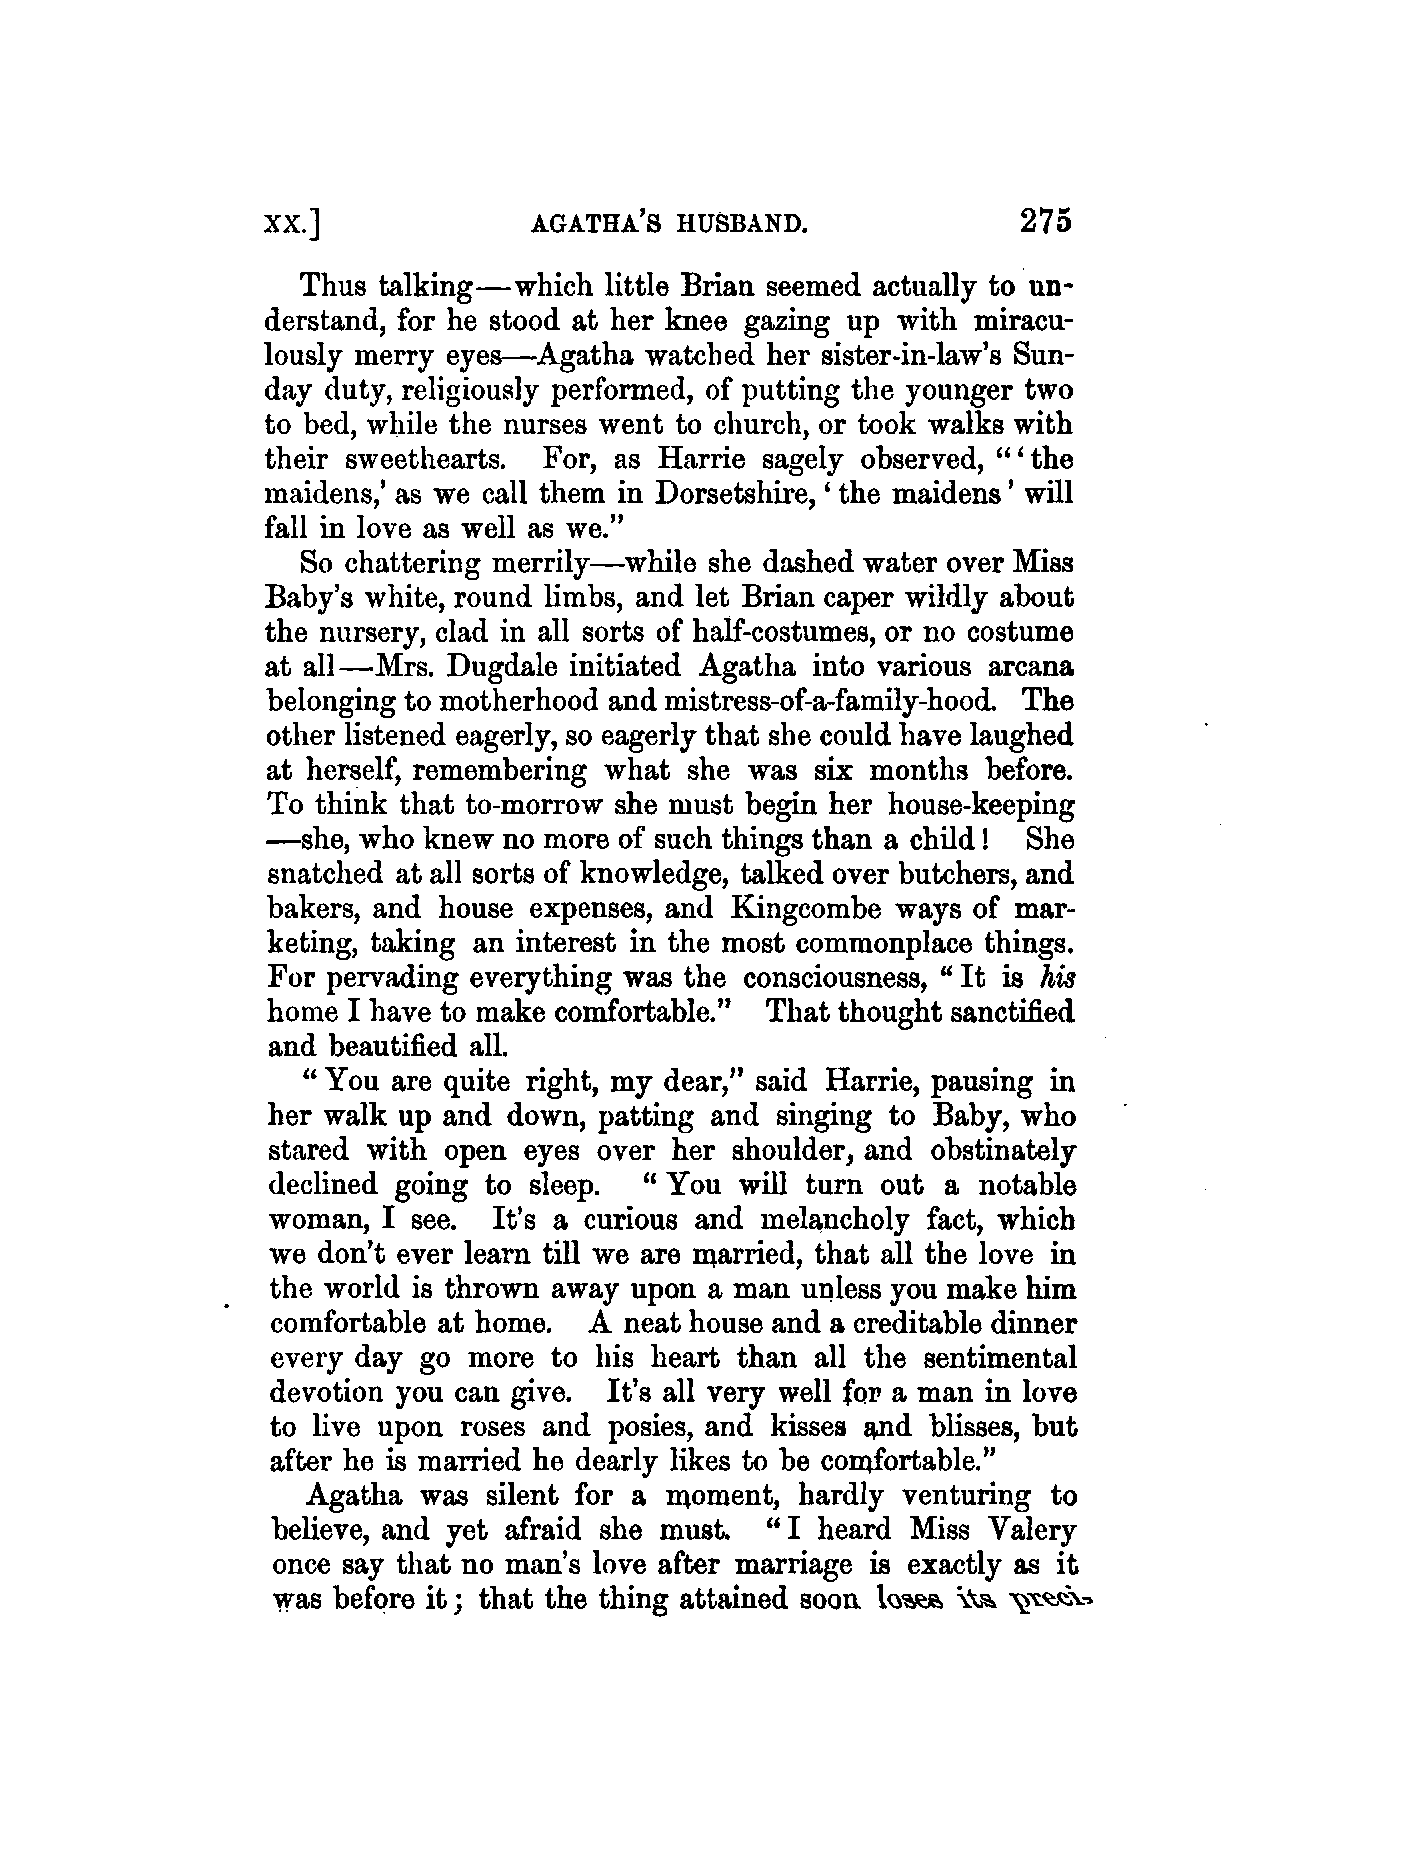 XX.] AGATHA'S HUSBAND. 275
Thus talking—which little Brian seemed actually to un-
derstand, for he stood at her knee gazing up with miracu-
lously merry eyes—Agatha watched her sister-in-law's Sun-
day duty, religiously performed, of putting the younger two
to bed, while the nurses went to church, or took walks with
their sweethearts. For, as Harrie sagely observed, "'the
maidens,' as we call them in Dorsetshire, 'the maidens' will
fall in love as well as we."
So chattering merrily—while she dashed water over Miss
Baby's white, round limbs, and let Brian caper wildly about
the nursery, clad in all sorts of half-costumes, or no costume
at all—Mrs. Dugdale initiated Agatha into various arcana
belonging to motherhood and mistress-of-a-family-hood. The
other listened eagerly, so eagerly that she could have laughed
at herself, remembering what she was six months before.
To think that to-morrow she must begin her house-keeping
—she, who knew no more of such things than a child! She
snatched at all sorts of knowledge, talked over butchers, and
bakers, and house expenses, and Kingcombe ways of mar-
keting, taking an interest in the most commonplace things.
For pervading everything was the consciousness, "It is his
home I have to make comfortable." That thought sanctified
and beautified all.
"You are quite right, my dear," said Harrie, pausing in
her walk up and down, patting and singing to Baby, who
stared with open eyes over her shoulder, and obstinately
declined going to sleep. "You will turn out a notable
woman, I see. It's a curious and melancholy fact, which
we don't ever learn till we are married, that all the love in
the world is thrown away upon a man unless you make him
comfortable at home. A neat house and a creditable dinner
every day go more to his heart than all the sentimental
devotion you can give. It's all very well for a man in love
to live upon roses and posies, and kisses and blisses, but
after he is married he dearly likes to be comfortable."
Agatha was silent for a moment, hardly venturing to
believe, and yet afraid she must. "I heard Miss Valery
once say that no man's love after marriage is exactly as it
was before it; that the thing attained soon loses its preci-